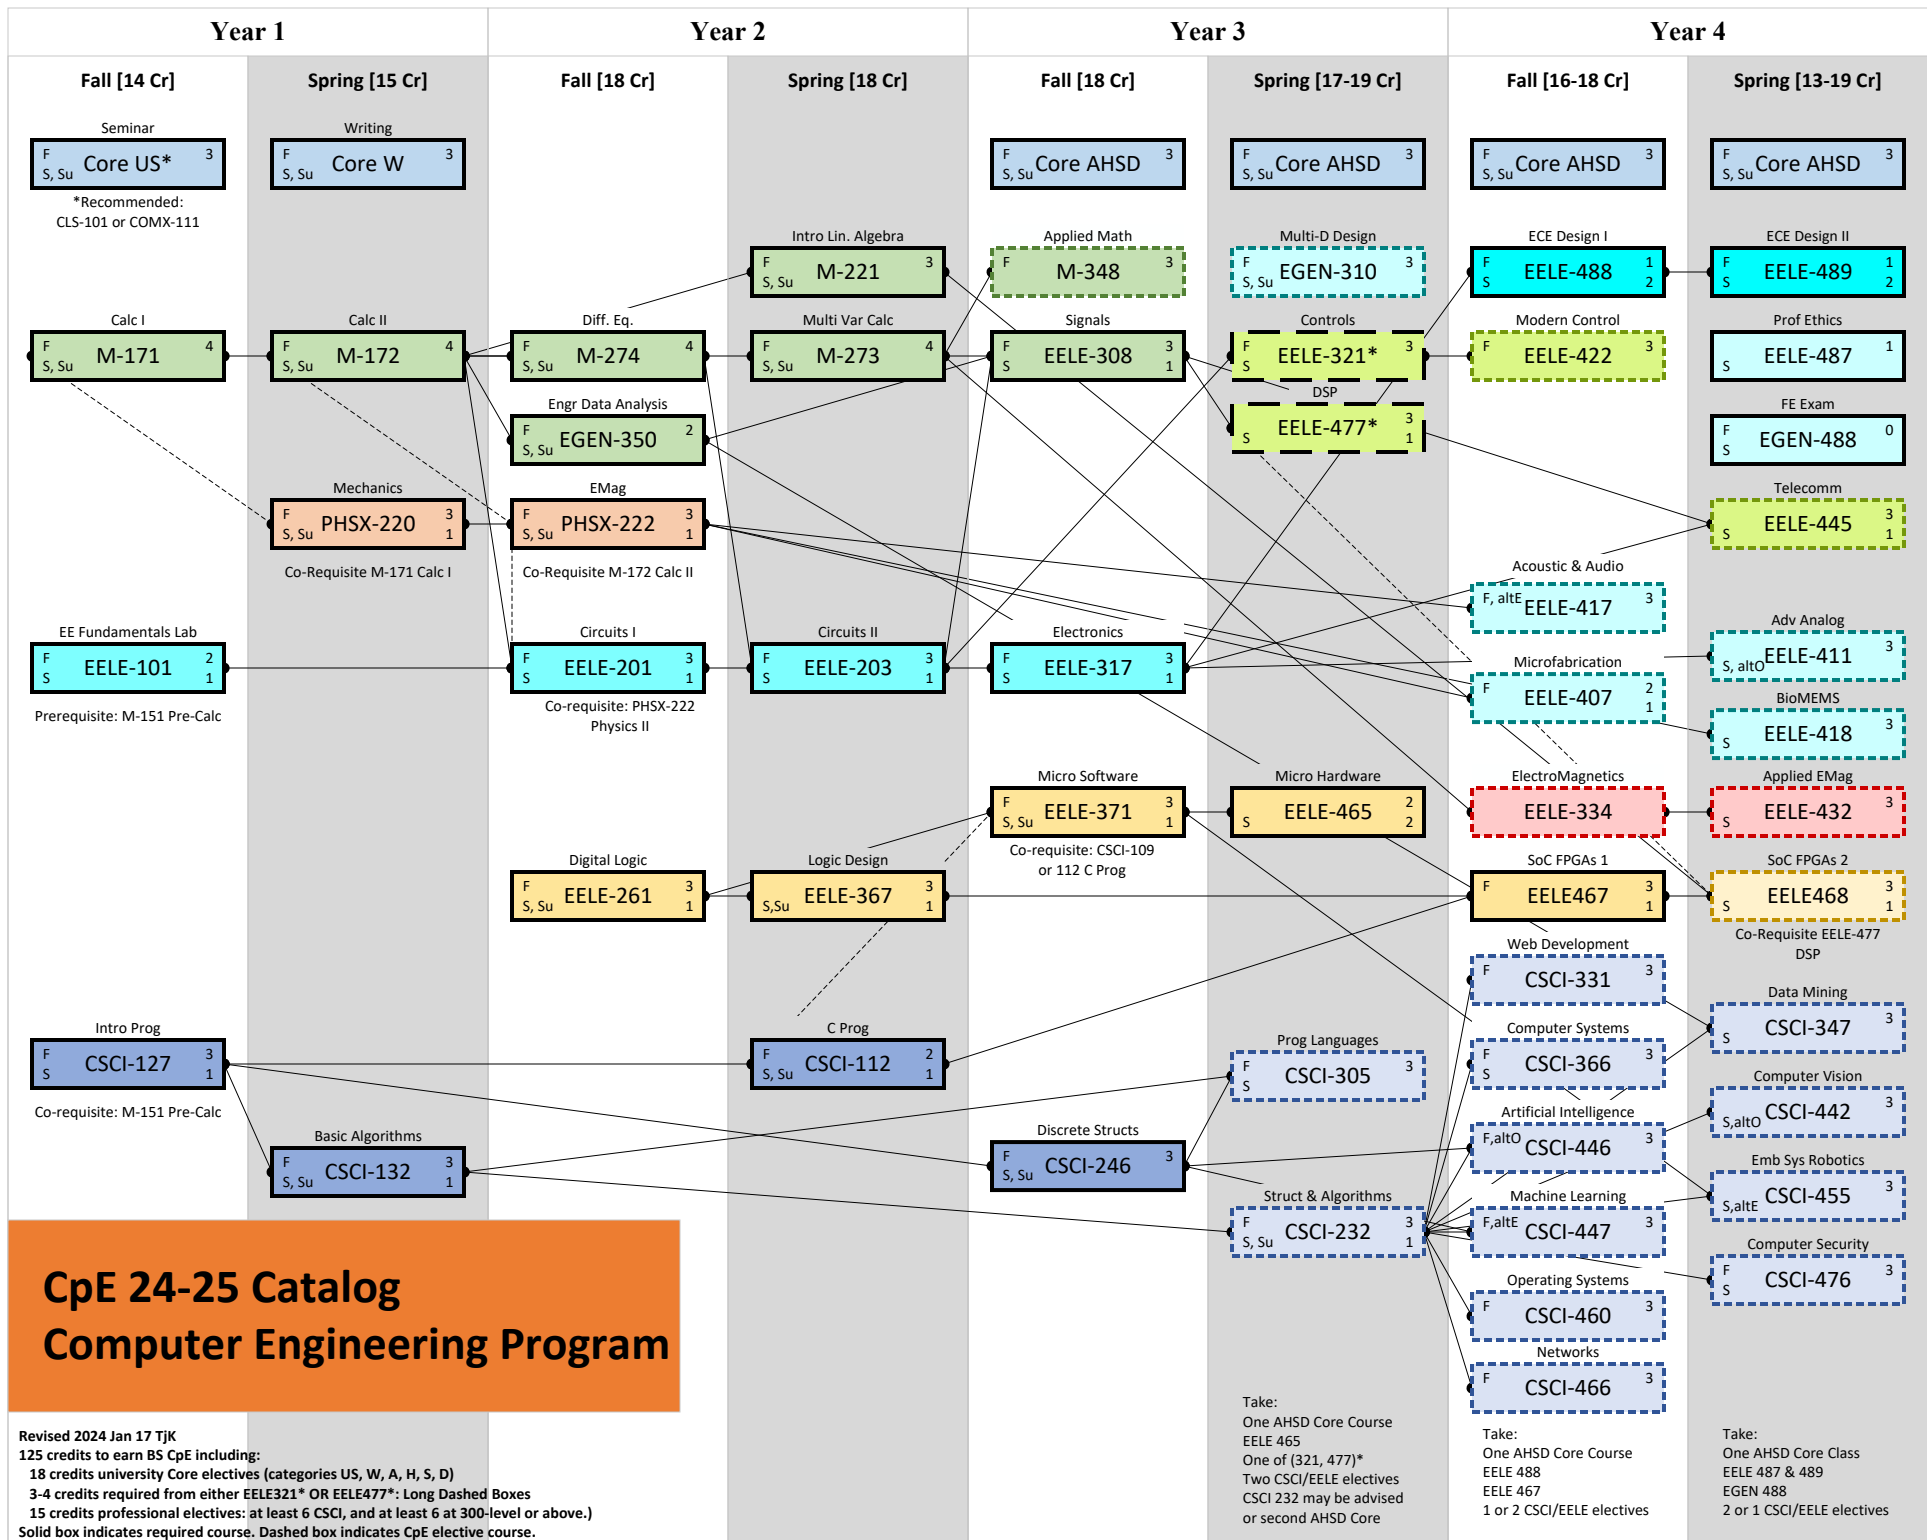 Year 1
Year 2
Year 3
Year 4
Fall [14 Cr]
Spring [15 Cr]
Fall [18 Cr]
Spring [18 Cr]
Fall [18 Cr]
Spring [17-19 Cr]
Fall [16-18 Cr]
Spring [13-19 Cr]
Seminar
F
S, Su
Core US*
3
*Recommended:
CLS-101 or COMX-111
Calc I
F
S, Su
M-171
4
EE Fundamentals Lab
F
S
EELE-101
2
1
Prerequisite: M-151 Pre-Calc
Intro Prog
F
S
CSCI-127
3
1
Co-requisite: M-151 Pre-Calc
Writing
F
S, Su
Core W
3
Calc II
F
S, Su
M-172
4
Mechanics
F
S, Su
PHSX-220
3
1
Co-Requisite M-171 Calc I
Basic Algorithms
F
S, Su
CSCI-132
3
1
Diff. Eq.
F
S, Su
M-274
4
Engr Data Analysis
F
S, Su
EGEN-350
2
EMag
F
S, Su
PHSX-222
3
1
Co-Requisite M-172 Calc II
Circuits I
F
S
EELE-201
3
1
Co-requisite: PHSX-222
Physics II
Digital Logic
F
S, Su
EELE-261
3
1
Intro Lin. Algebra
F
S, Su
M-221
3
Multi Var Calc
F
S, Su
M-273
4
Circuits II
F
S
EELE-203
3
1
Logic Design
S,Su
EELE-367
3
1
C Prog
F
S, Su
CSCI-112
2
1
F
S, Su
Core AHSD
3
Applied Math
F
M-348
3
Signals
F
S
EELE-308
3
1
Electronics
F
S
EELE-317
3
1
Micro Software
F
S, Su
EELE-371
3
1
Co-requisite: CSCI-109
or 112 C Prog
Discrete Structs
F
S, Su
CSCI-246
3
F
S, Su
Core AHSD
3
Multi-D Design
F
S, Su
EGEN-310
3
Controls
F
S
EELE-321*
3
DSP
S
EELE-477*
3
1
Micro Hardware
S
EELE-465
2
2
Prog Languages
F
S
CSCI-305
3
Struct & Algorithms
F
S, Su
CSCI-232
3
1
Take:
One AHSD Core Course
EELE 465
One of (321, 477)*
Two CSCI/EELE electives
CSCI 232 may be advised
or second AHSD Core
F
S, Su
Core AHSD
3
ECE Design I
F
S
EELE-488
1
2
Modern Control
F
EELE-422
3
Acoustic & Audio
F, altE
EELE-417
3
Microfabrication
F
EELE-407
2
1
ElectroMagnetics
EELE-334
SoC FPGAs 1
F
EELE467
3
1
Web Development
F
CSCI-331
3
Computer Systems
F
S
CSCI-366
3
Artificial Intelligence
F,altO
CSCI-446
3
Machine Learning
F,altE
CSCI-447
3
Operating Systems
F
CSCI-460
3
Networks
F
CSCI-466
3
Take:
One AHSD Core Course
EELE 488
EELE 467
1 or 2 CSCI/EELE electives
F
S, Su
Core AHSD
3
ECE Design II
F
S
EELE-489
1
2
Prof Ethics
S
EELE-487
1
FE Exam
F
S
EGEN-488
0
Telecomm
S
EELE-445
3
1
Adv Analog
S, altO
EELE-411
3
BioMEMS
S
EELE-418
3
Applied EMag
S
EELE-432
3
SoC FPGAs 2
S
EELE468
3
1
Co-Requisite EELE-477
DSP
Data Mining
S
CSCI-347
3
Computer Vision
S,altO
CSCI-442
3
Emb Sys Robotics
S,altE
CSCI-455
3
Computer Security
F
S
CSCI-476
3
Take:
One AHSD Core Class
EELE 487 & 489
EGEN 488
2 or 1 CSCI/EELE electives
CpE 24-25 Catalog
Computer Engineering Program
Revised 2024 Jan 17 TjK
125 credits to earn BS CpE including:
18 credits university Core electives (categories US, W, A, H, S, D)
3-4 credits required from either EELE321* OR EELE477*: Long Dashed Boxes
15 credits professional electives: at least 6 CSCI, and at least 6 at 300-level or above.)
Solid box indicates required course. Dashed box indicates CpE elective course.